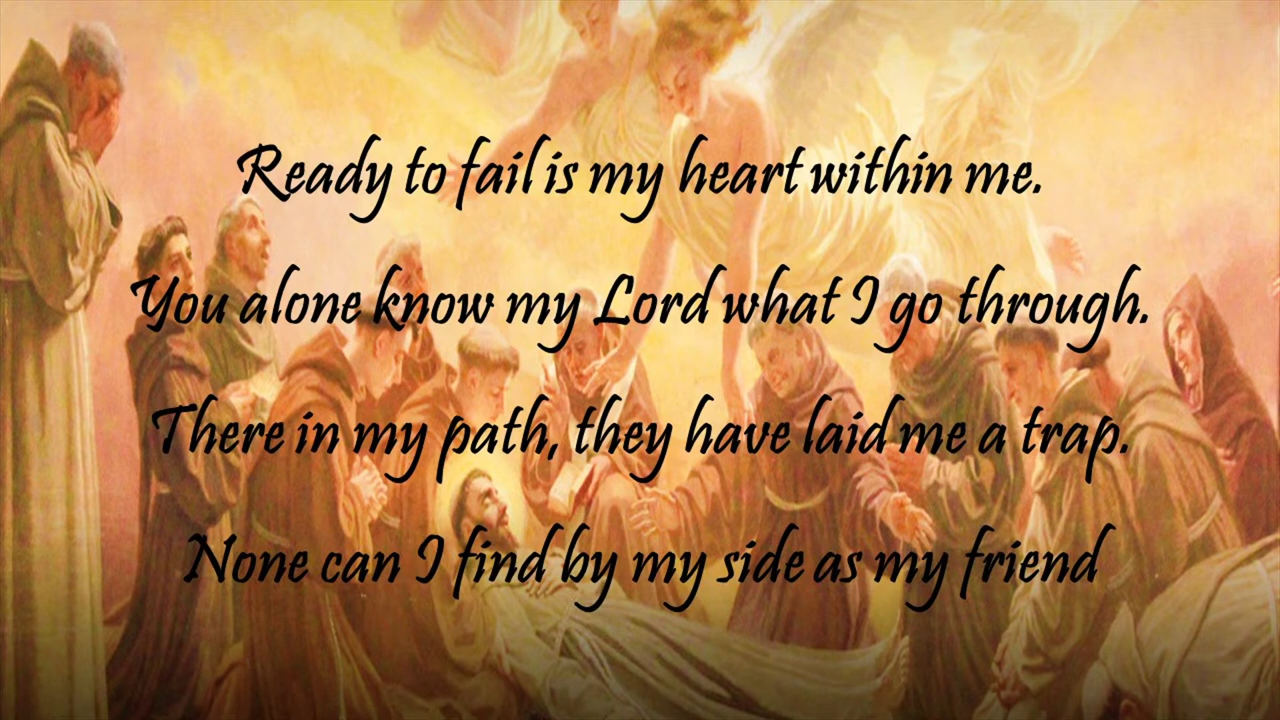 Ready to fail is my heart within me.
You alone know my Lord what I go through.
There in my path, they have laid me a trap.
None can I find by my side as my friend